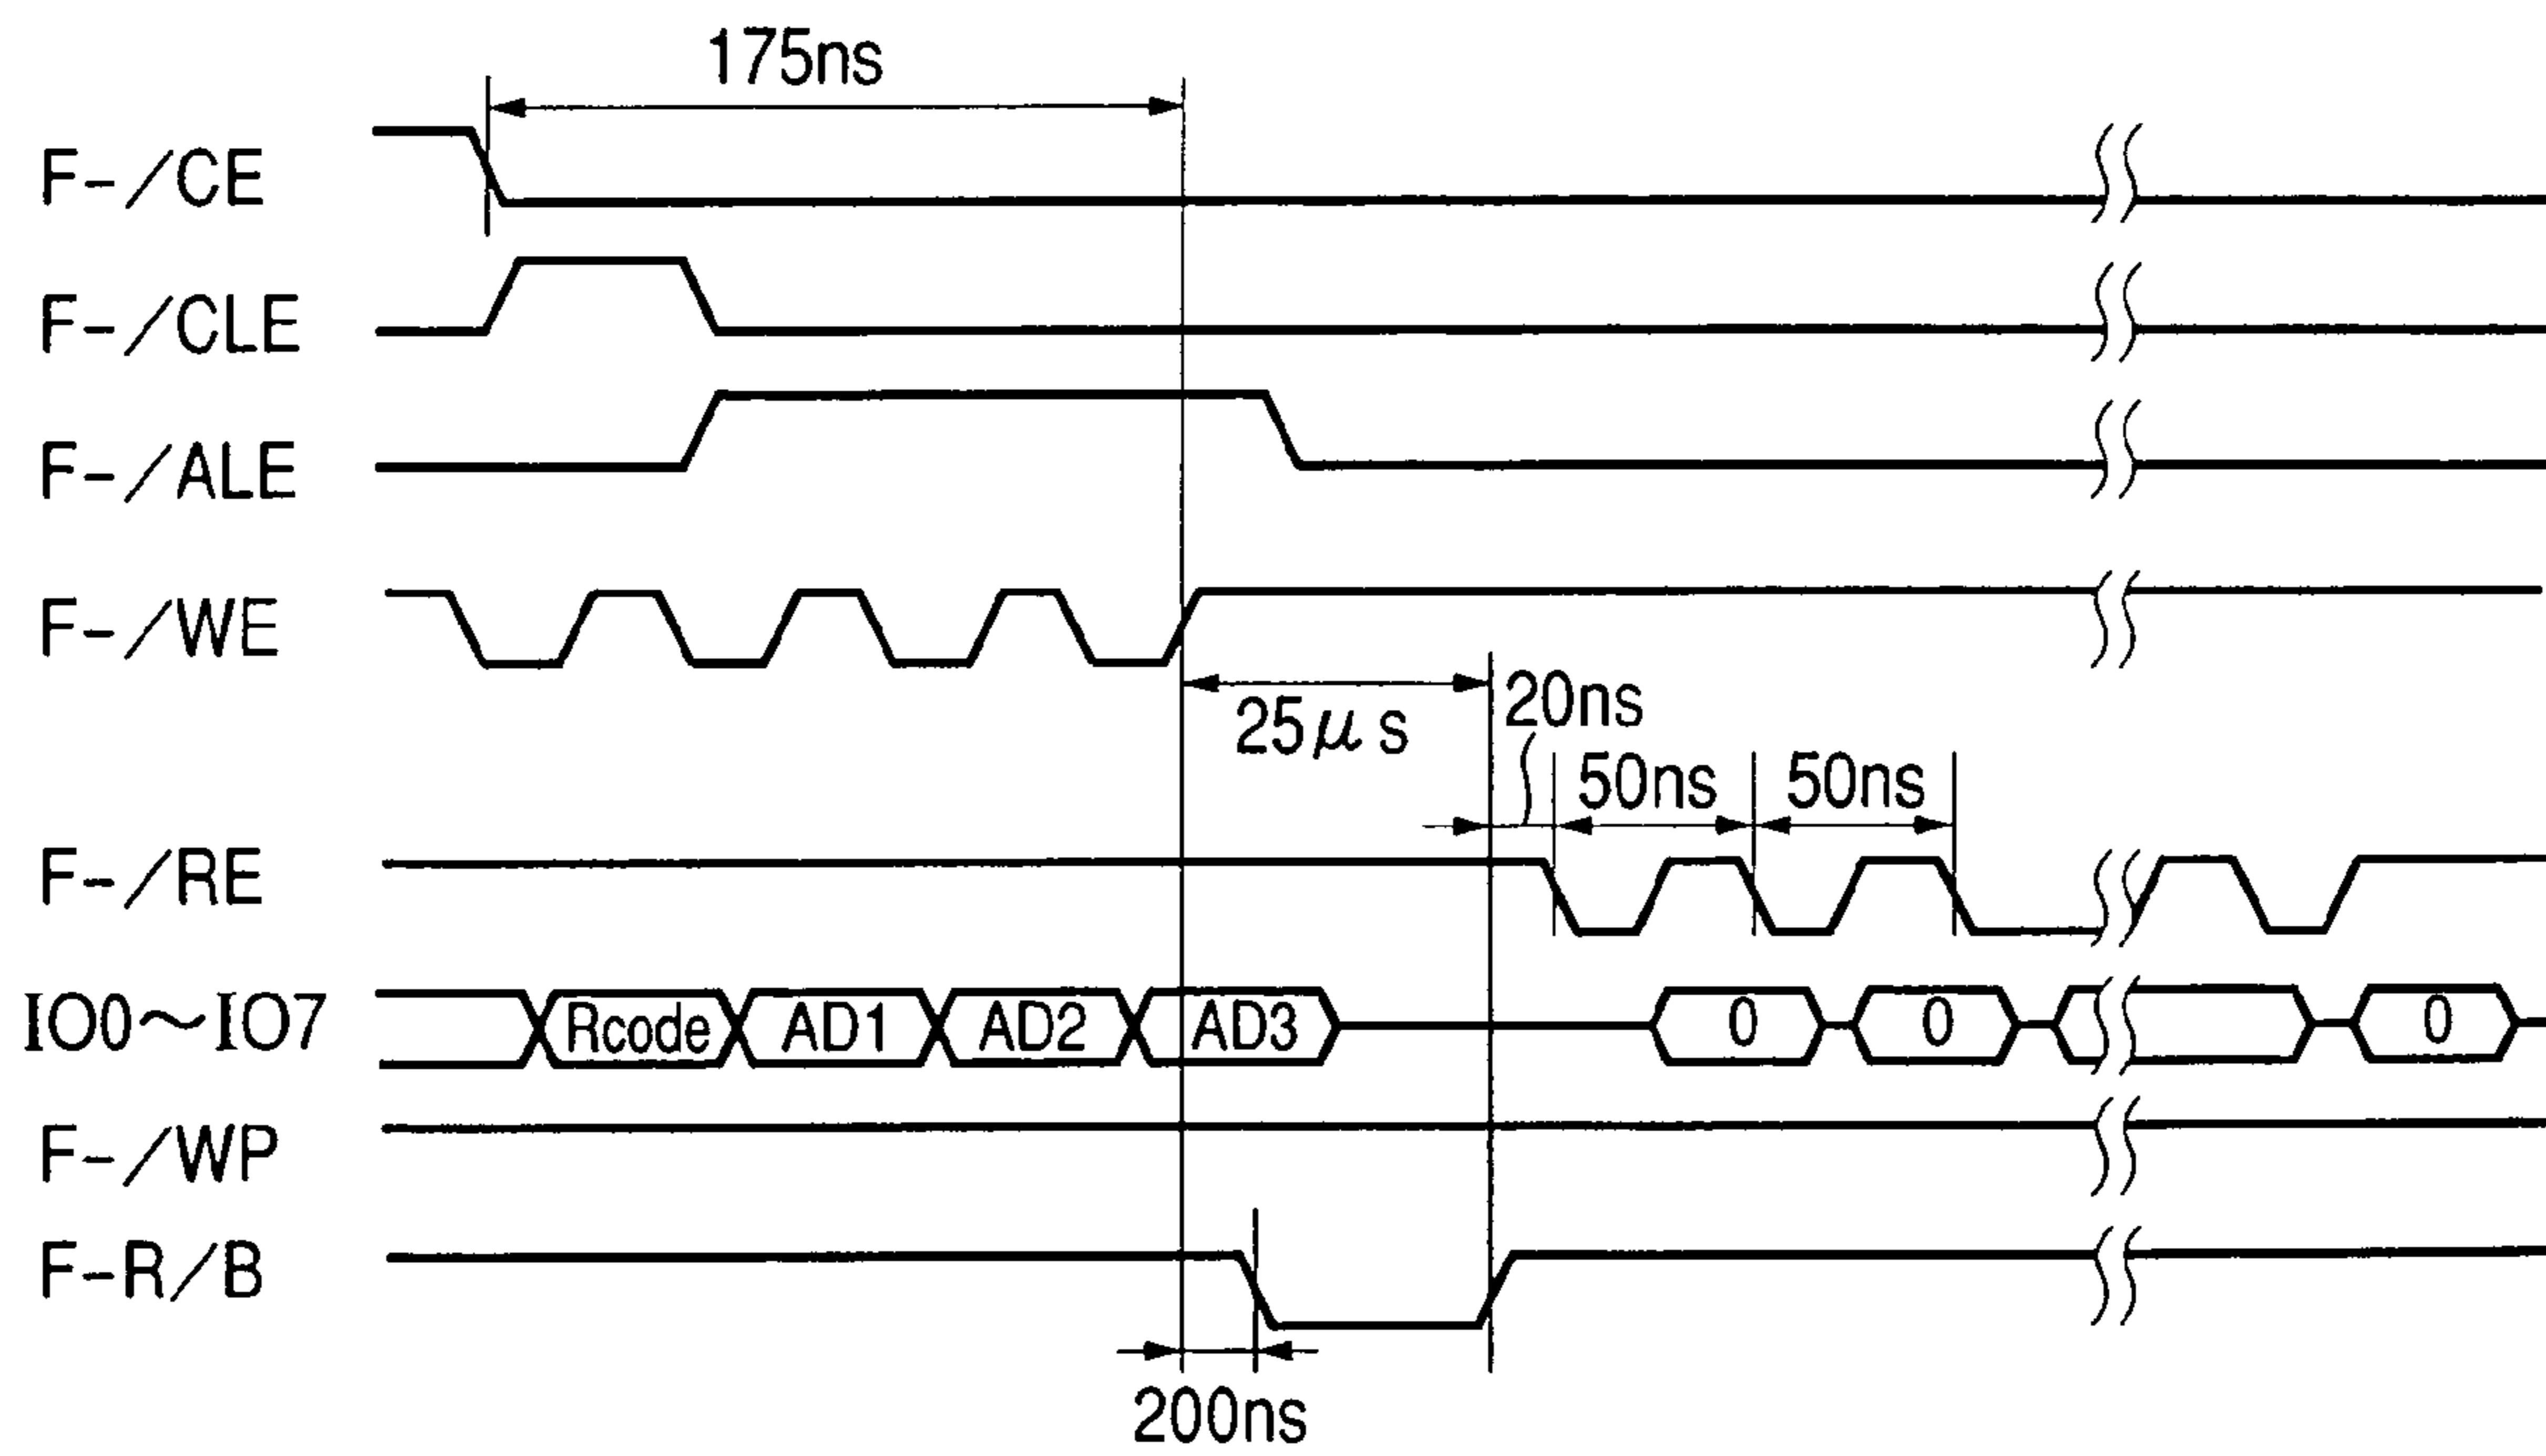 175ns
F-/CE
F-/CLE
F-/ALE
F-/WE
25μs
20ns
50ns 50ns
F-/RE
IO0~IO7 Rcode AD1 AD2 AD3 0 0 0
F-/WP
F-R/B
200ns